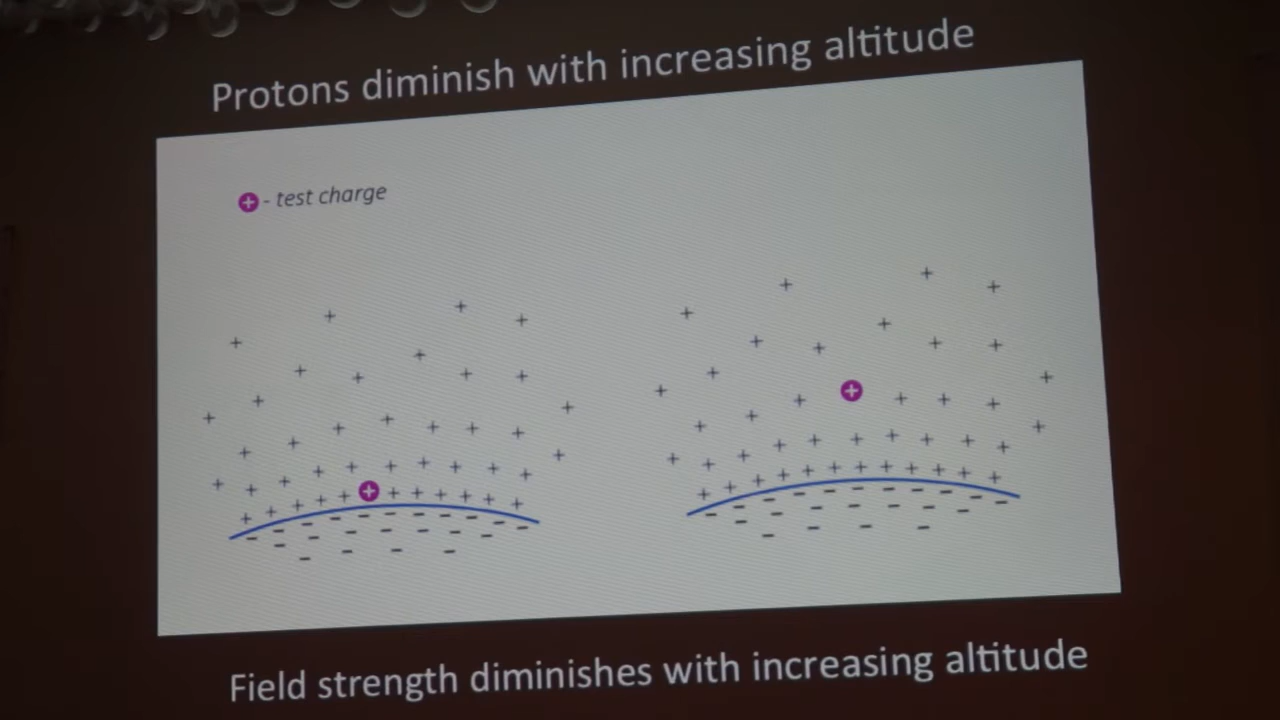 Protons diminish with increasing altitude
+ - test charge
Field strength diminishes with increasing altitude